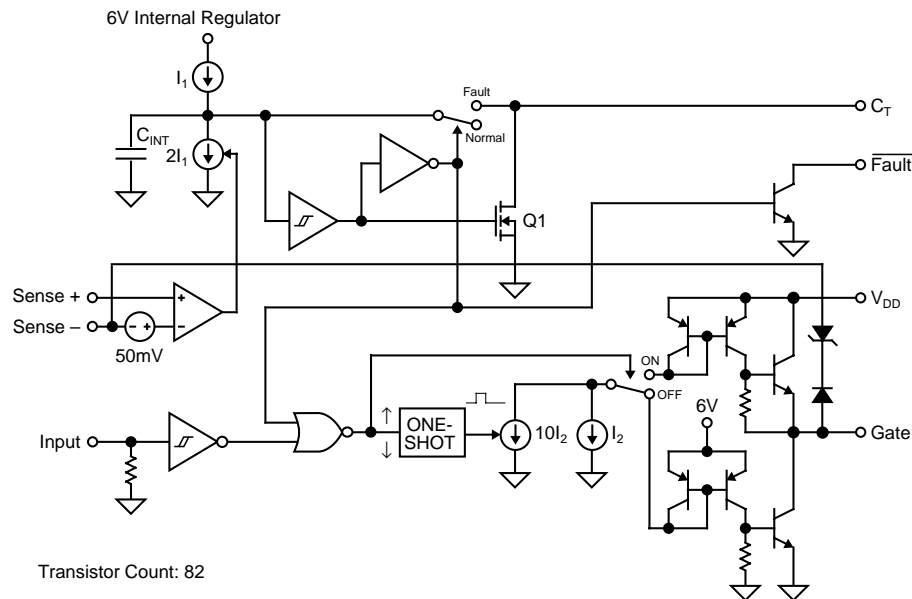 6V Internal Regulator
I1
Fault
CT
Normal
CINT
2I1
Fault
Q1
Sense +
VDD
Sense –
50mV
ON
OFF
6V
Input
ONE-
SHOT
10I2
I2
Gate
Transistor Count: 82